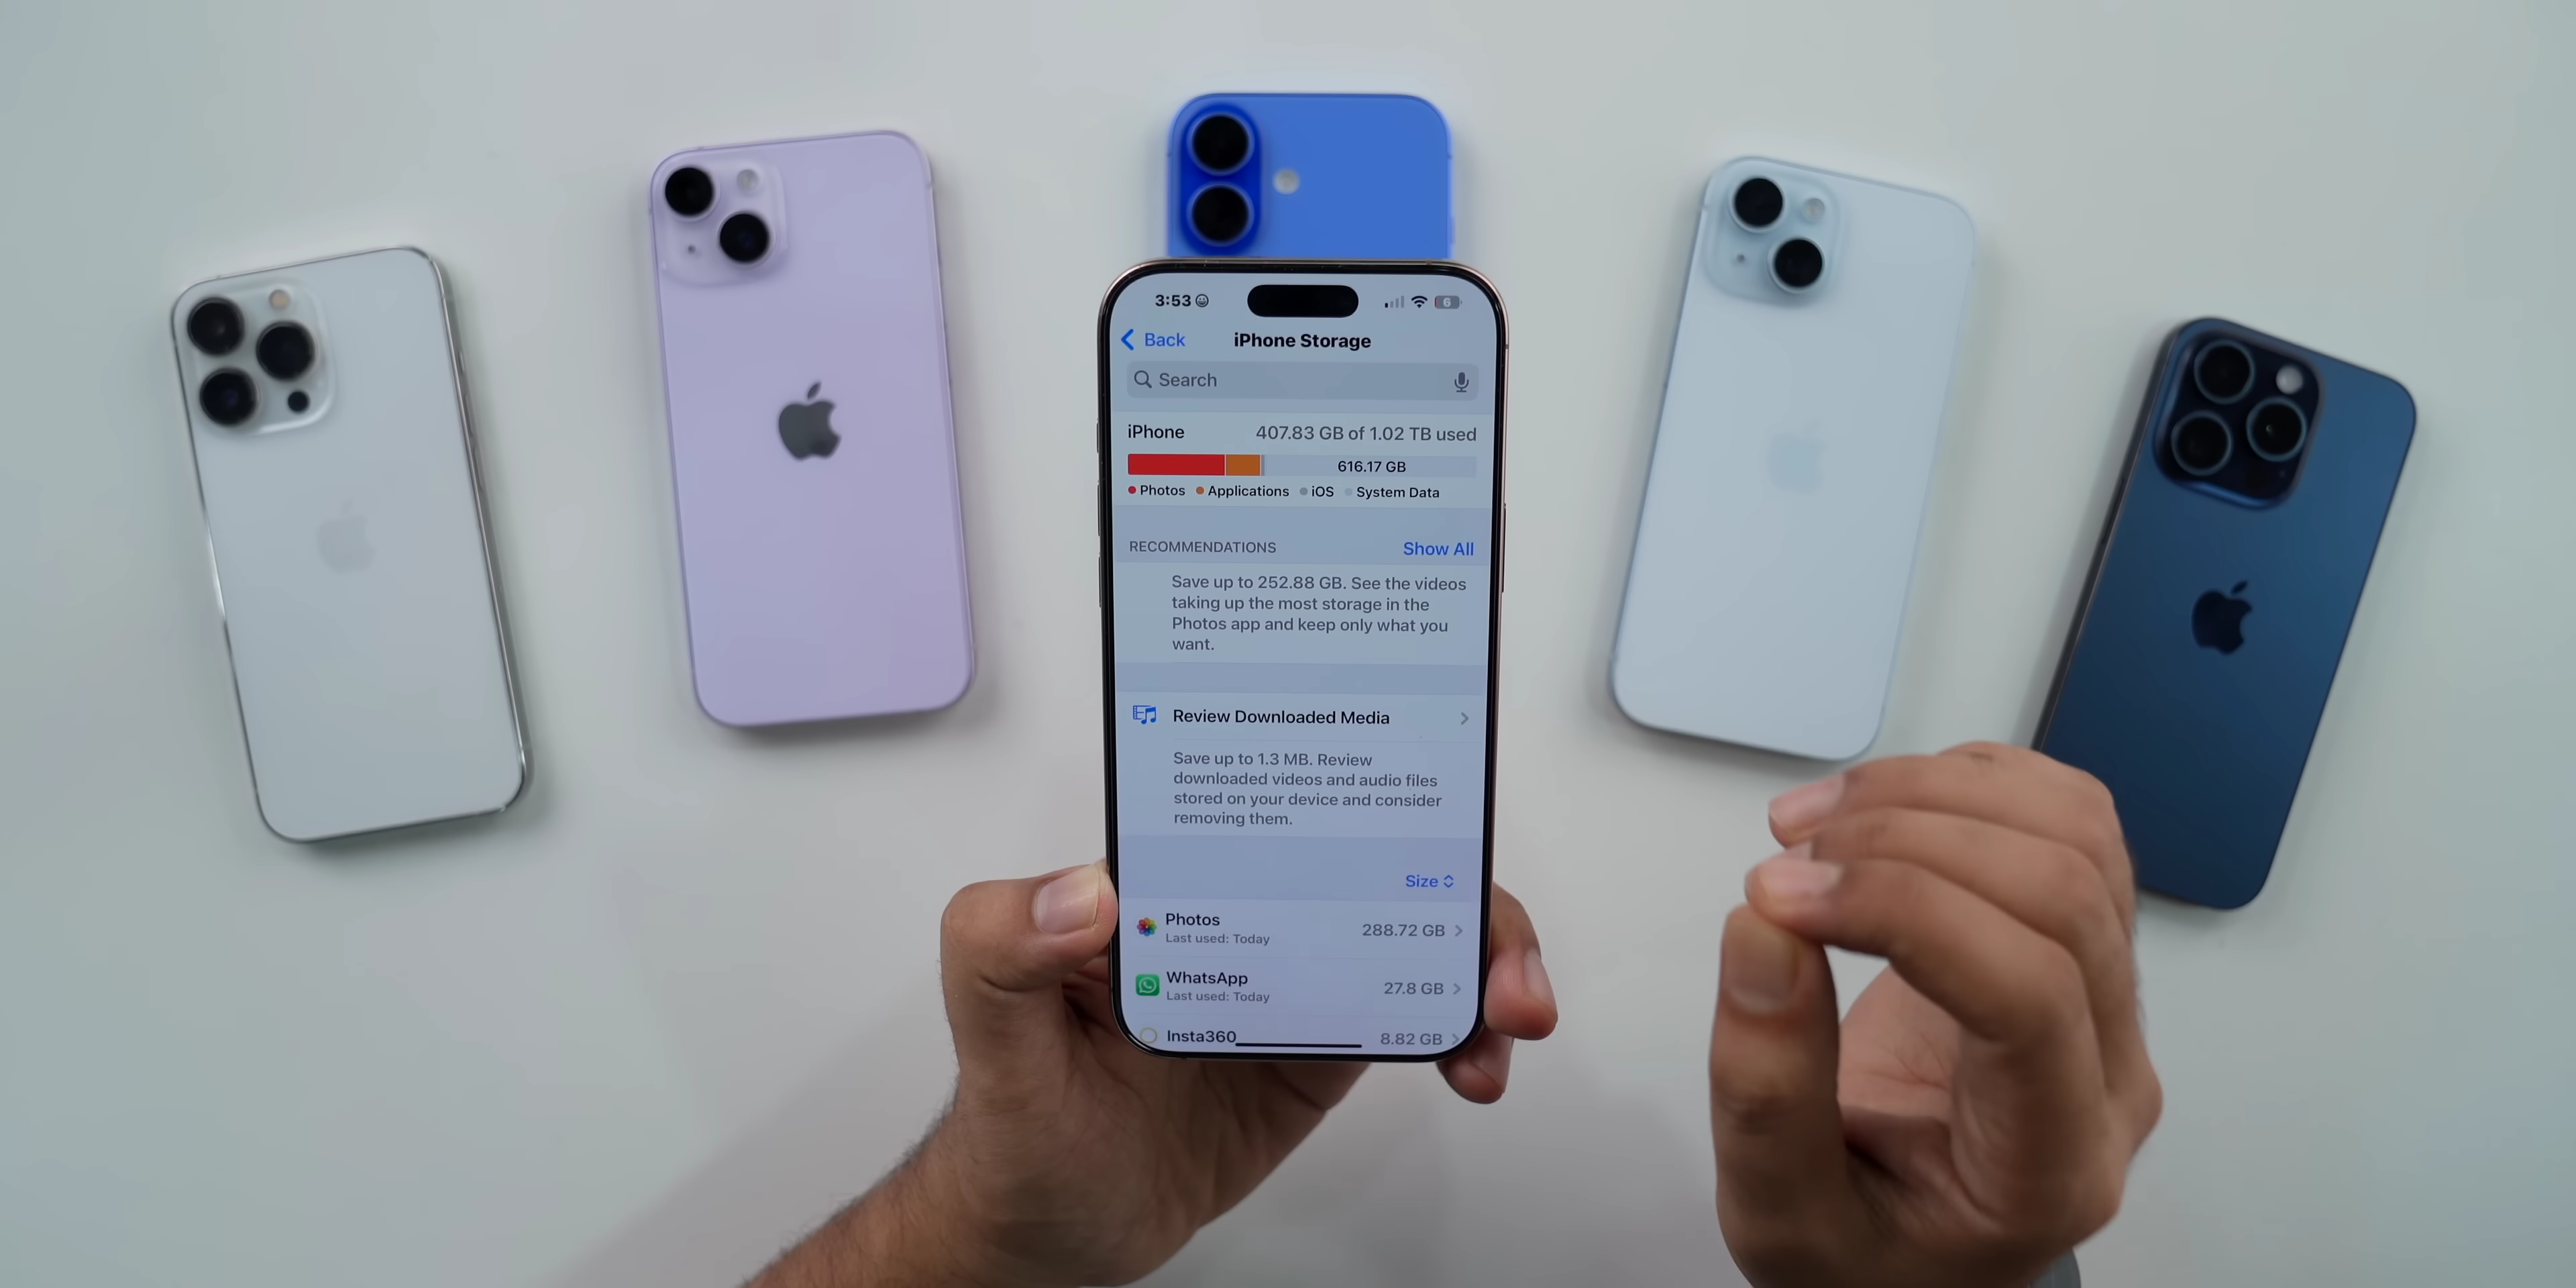 3:53
6
Back
iPhone Storage
Search
iPhone
407.83 GB of 1.02 TB used
616.17 GB
Photos Applications iOS System Data
RECOMMENDATIONS
Show All
Save up to 252.88 GB. See the videos
taking up the most storage in the
Photos app and keep only what you
want.
Review Downloaded Media
Save up to 1.3 MB. Review
downloaded videos and audio files
stored on your device and consider
removing them.
Size
Photos
288.72 GB
Last used: Today
WhatsApp
27.8 GB
Last used: Today
Insta360
8.82 GB